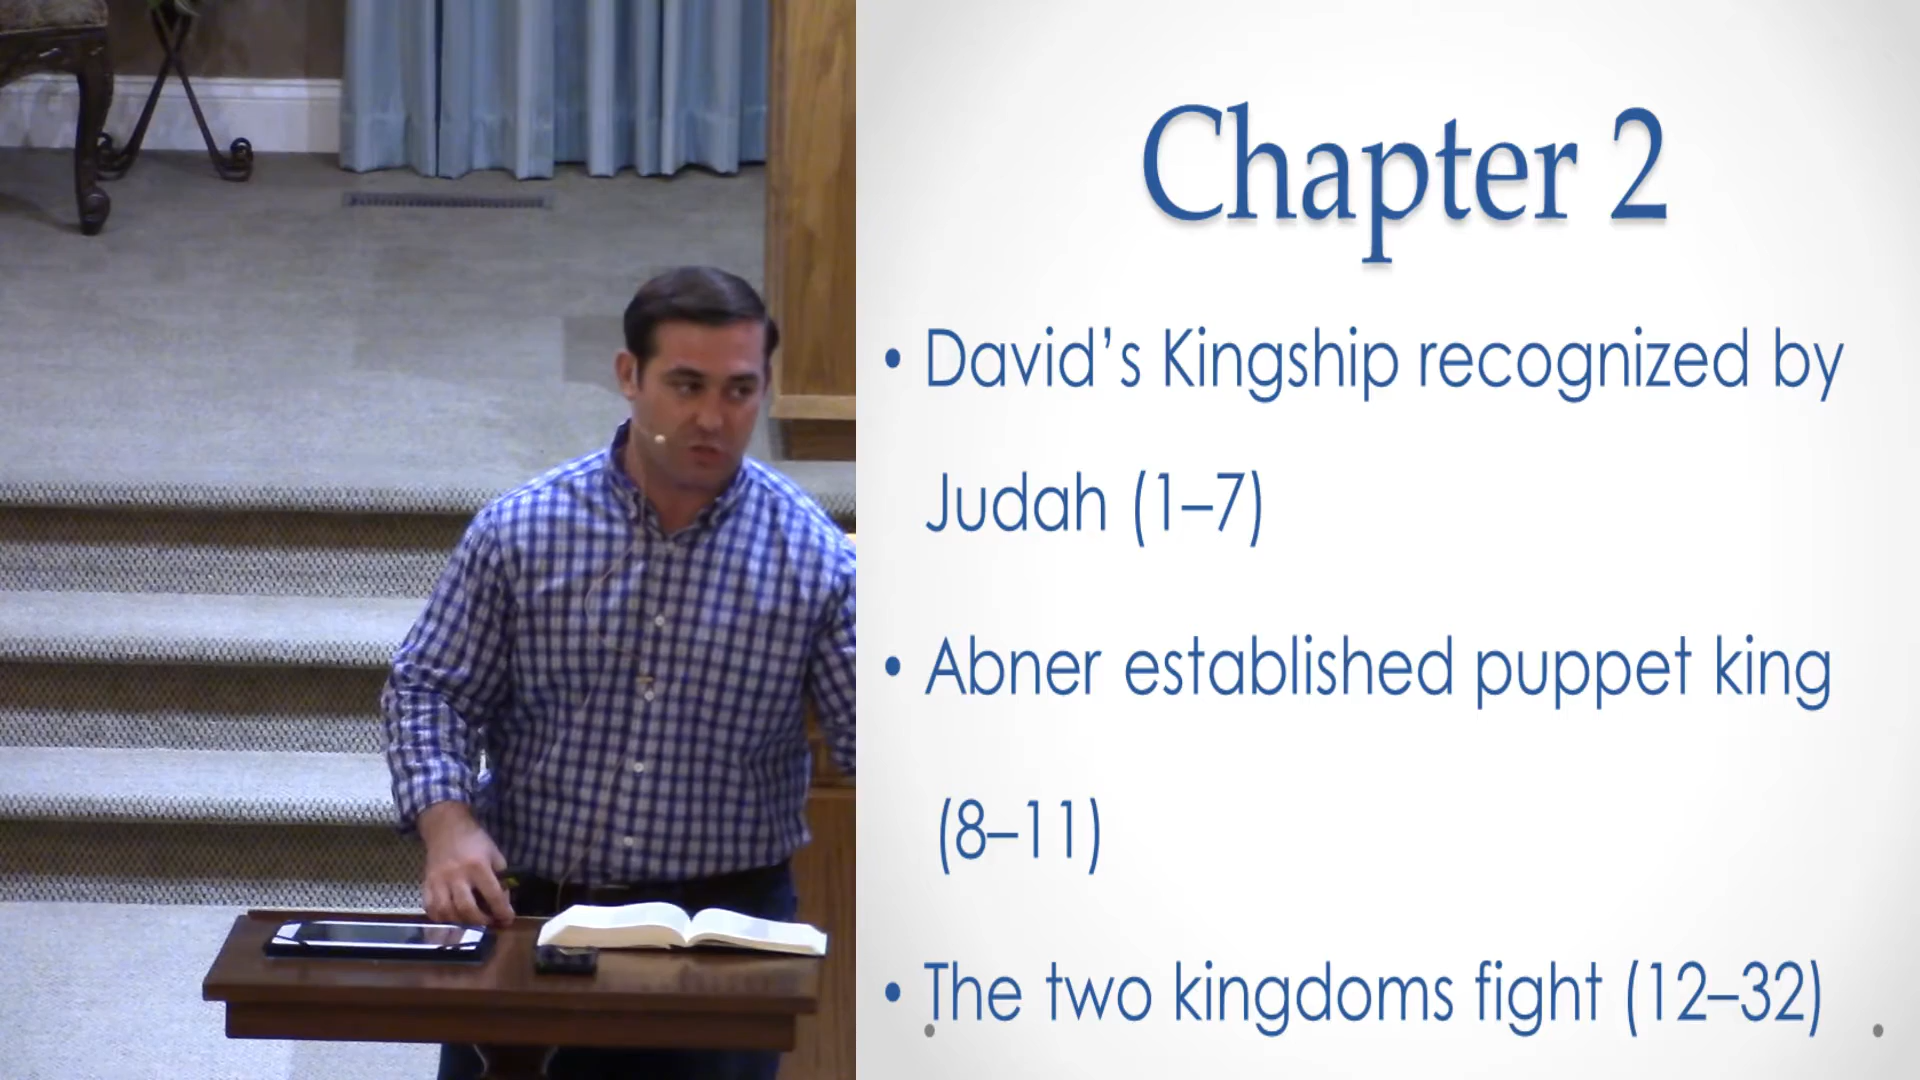 Chapter 2
• David’s Kingship recognized by
Judah (1–7)
• Abner established puppet king
(8–11)
• The two kingdoms fight (12–32)